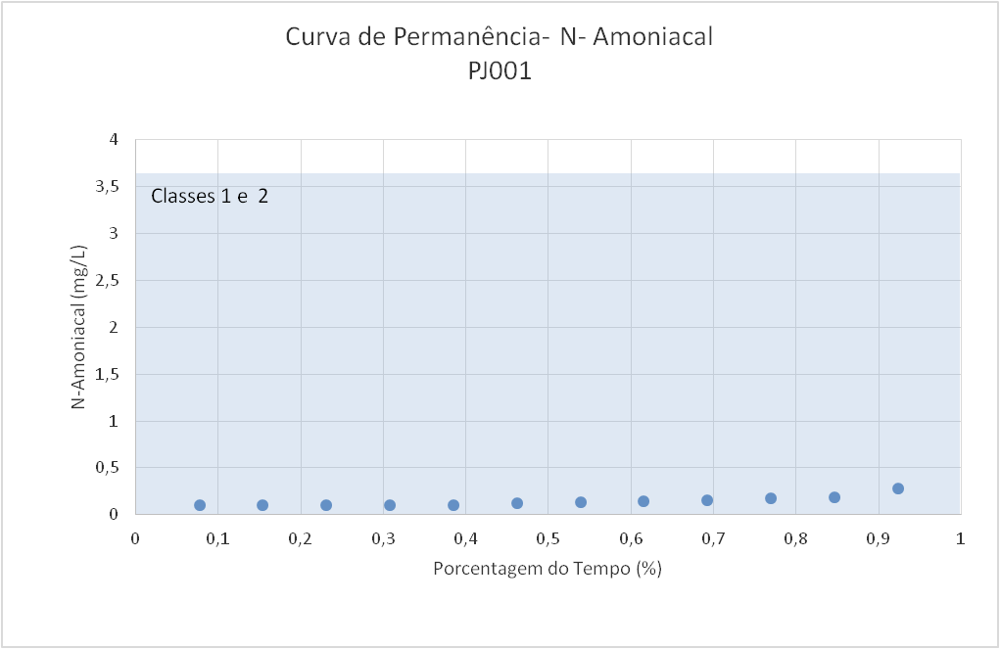 Curva de Permanência- N- Amoniacal
PJ001
4
3,5
3
2,5
2
1,5
1
0,5
0
Classes 1 e  2
N-Amoniacal (mg/L)
0 0,1 0,2 0,3 0,4 0,5 0,6 0,7 0,8 0,9 1
Porcentagem do Tempo (%)